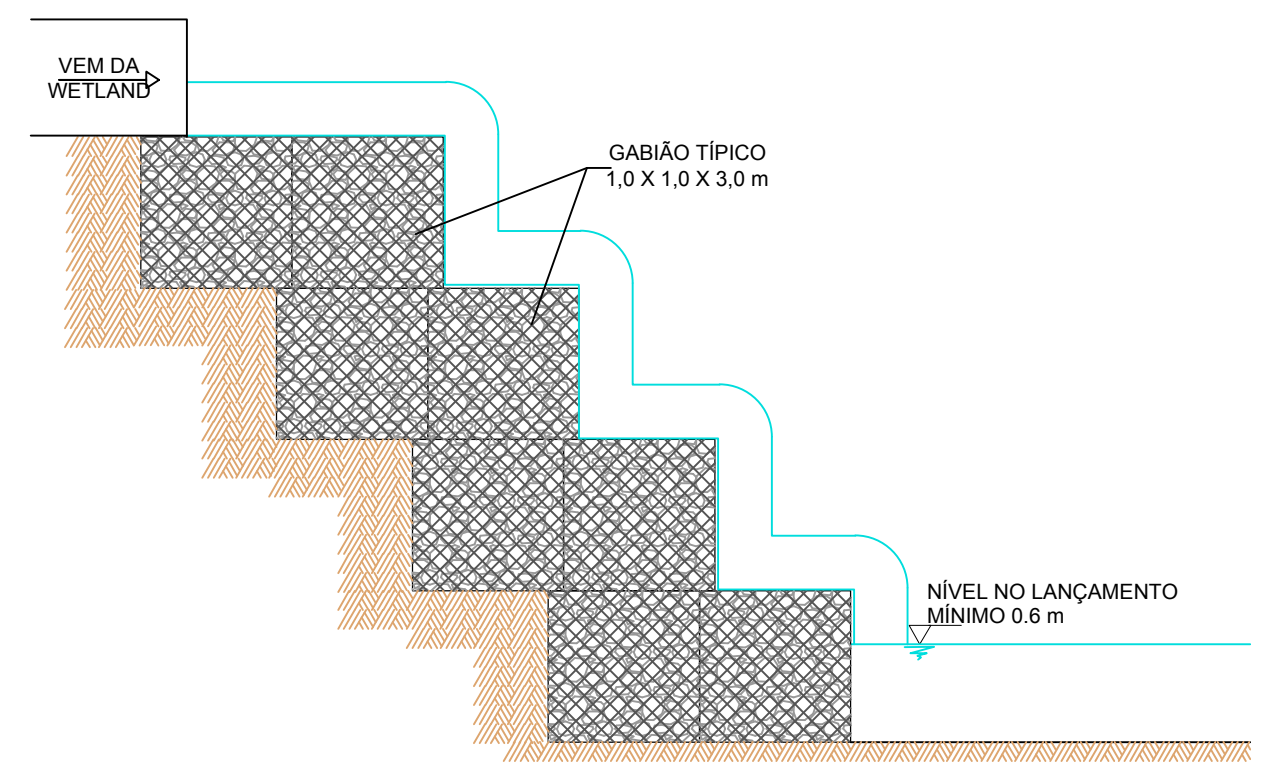 VEM DA
WETLAND
GABIÃO TÍPICO
1,0 X 1,0 X 3,0 m
NÍVEL NO LANÇAMENTO
MÍNIMO 0.6 m